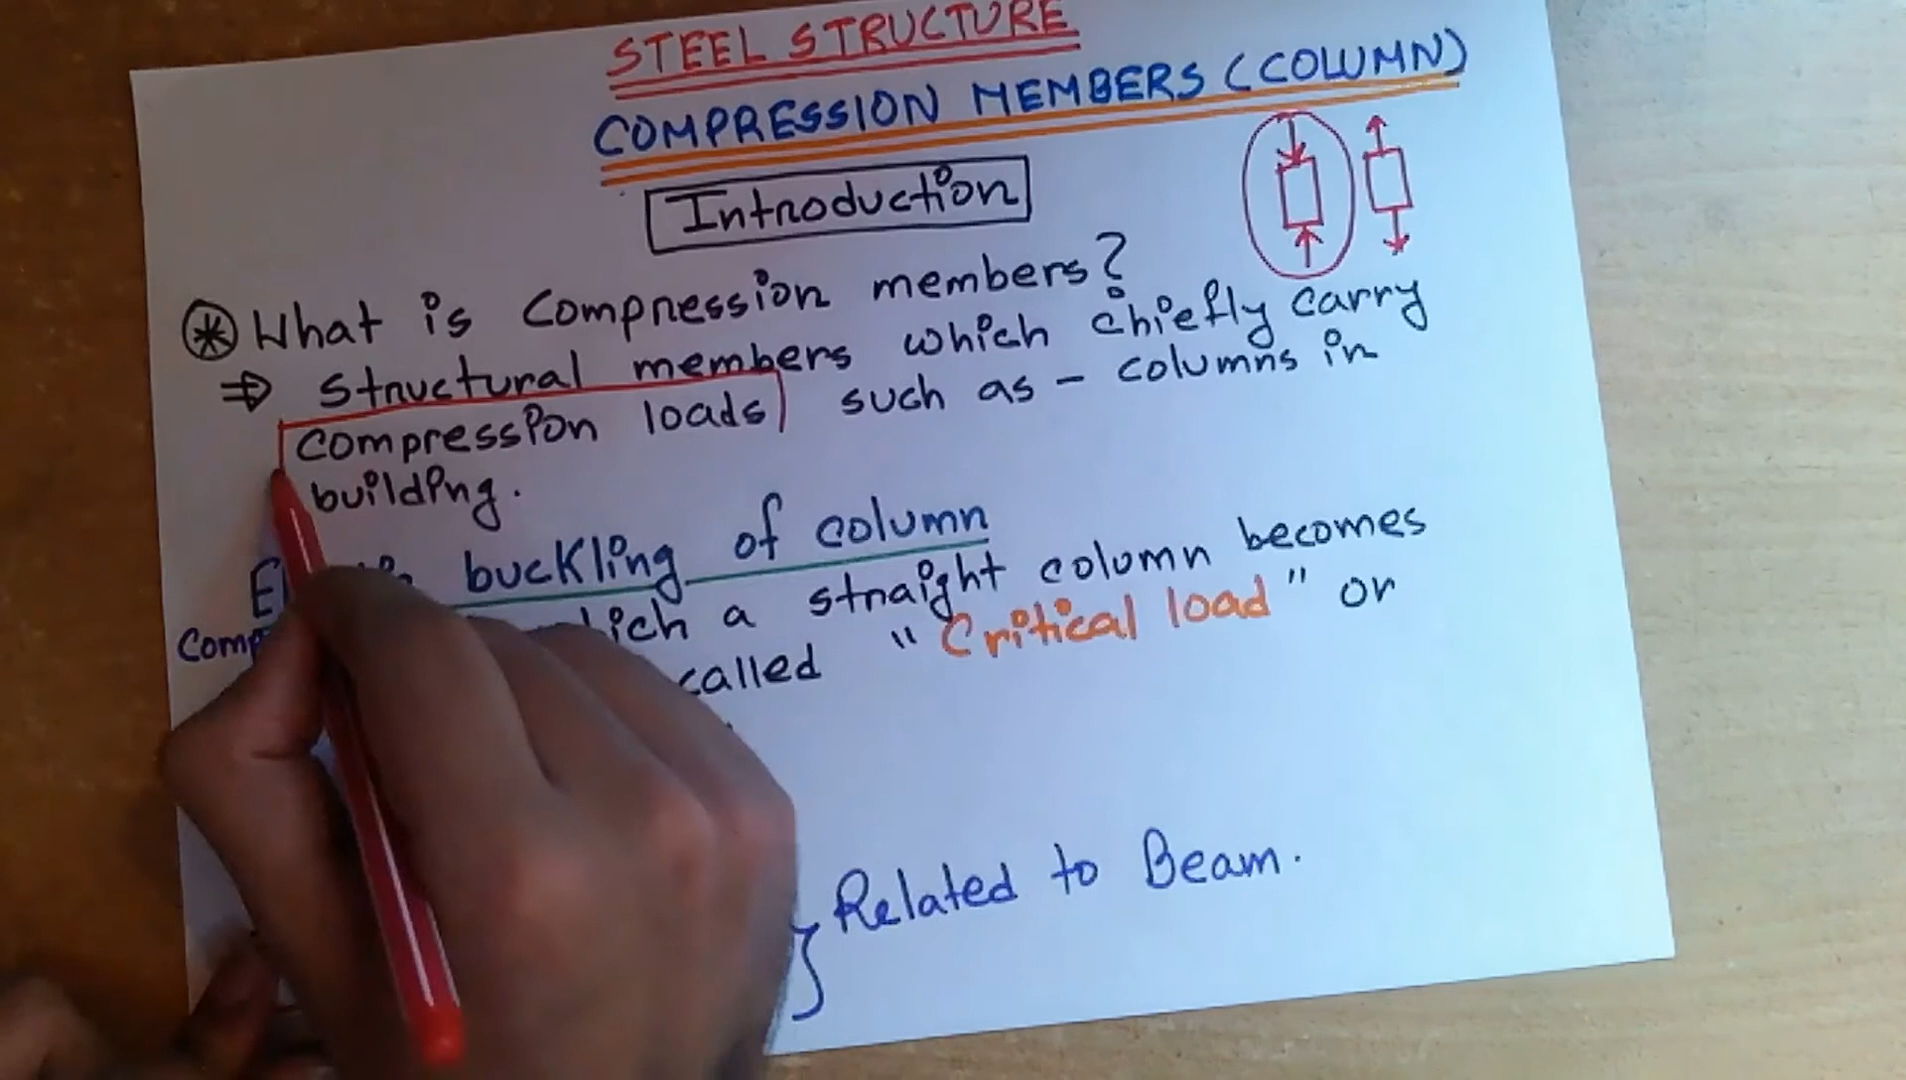 STEEL STRUCTURE
COMPRESSION MEMBERS (COLUMN)
Introduction
What is compression members?
⇒ structural members which chiefly carry
compression loads such as - columns in
building.
buckling of column
a straight column becomes
called "Critical load" or
} Related to Beam.